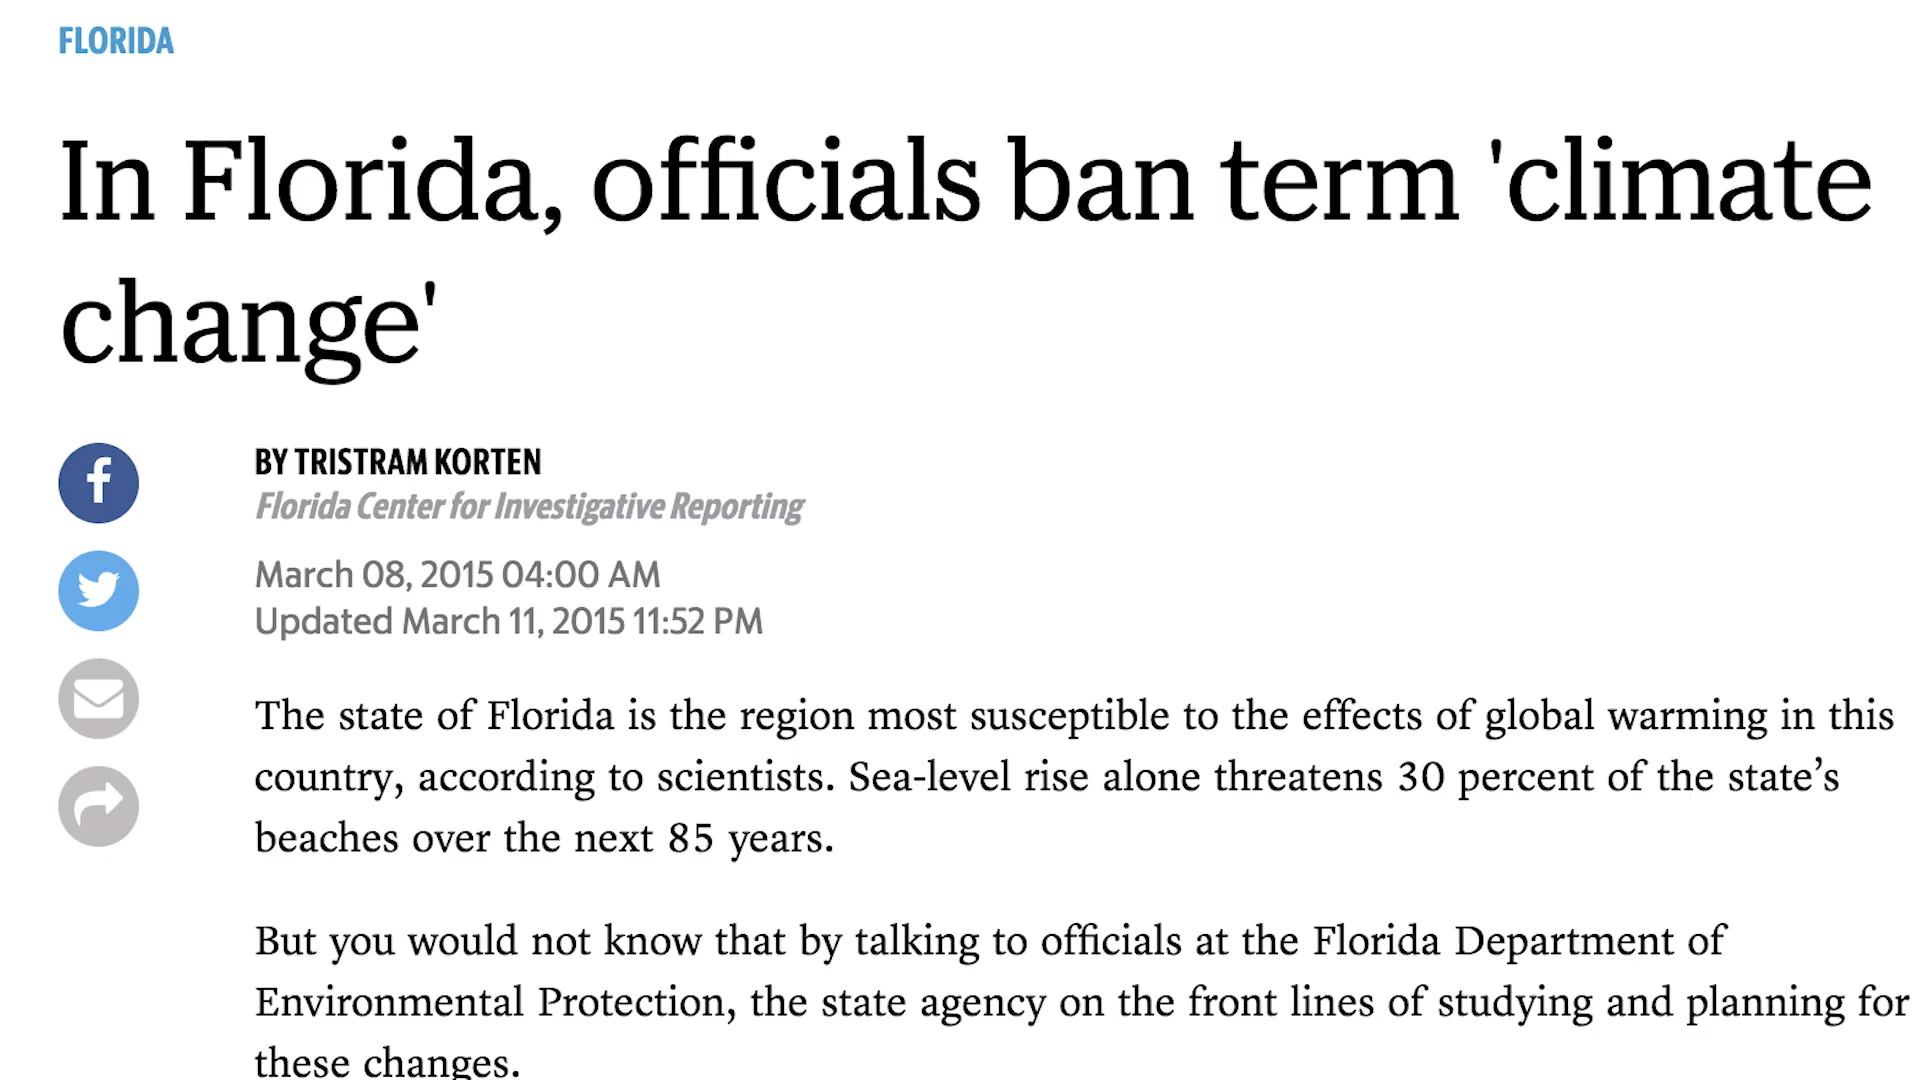 FLORIDA
In Florida, officials ban term 'climate
change'
BY TRISTRAM KORTEN
Florida Center for Investigative Reporting
March 08, 2015 04:00 AM
Updated March 11, 2015 11:52 PM
The state of Florida is the region most susceptible to the effects of global warming in this
country, according to scientists. Sea-level rise alone threatens 30 percent of the state’s
beaches over the next 85 years.
But you would not know that by talking to officials at the Florida Department of
Environmental Protection, the state agency on the front lines of studying and planning for
these changes.